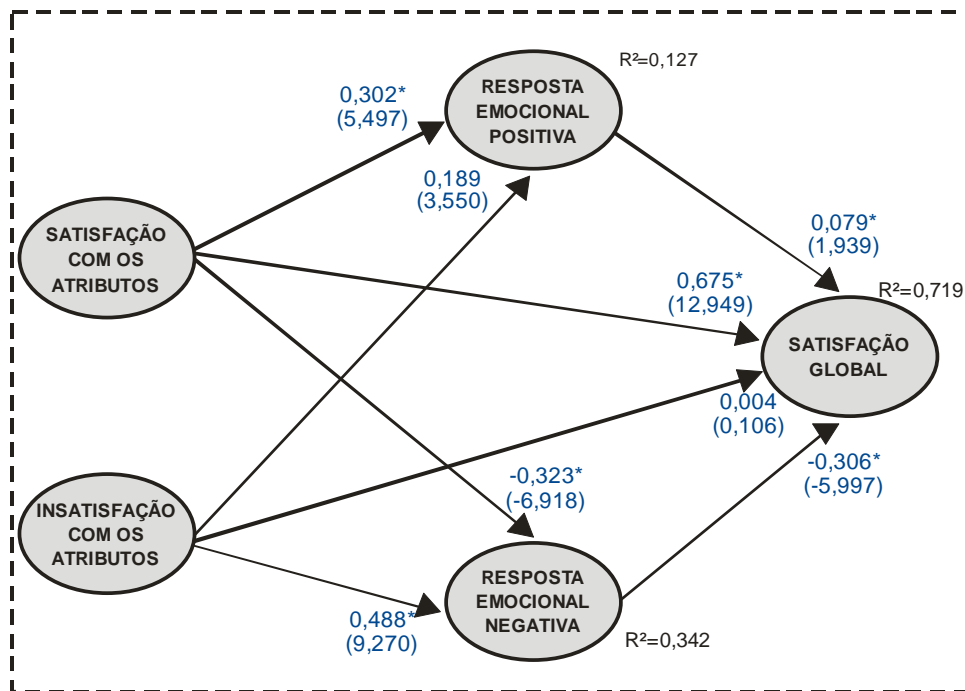 R²=0,127
RESPOSTA
EMOCIONAL
POSITIVA
0,302*
(5,497)
0,189
(3,550)
SATISFAÇÃO
COM OS
ATRIBUTOS
0,079*
(1,939)
0,675*
(12,949)
R²=0,719
SATISFAÇÃO
GLOBAL
0,004
(0,106)
-0,323*
(-6,918)
-0,306*
(-5,997)
INSATISFAÇÃO
COM OS
ATRIBUTOS
RESPOSTA
EMOCIONAL
NEGATIVA
0,488*
(9,270)
R²=0,342